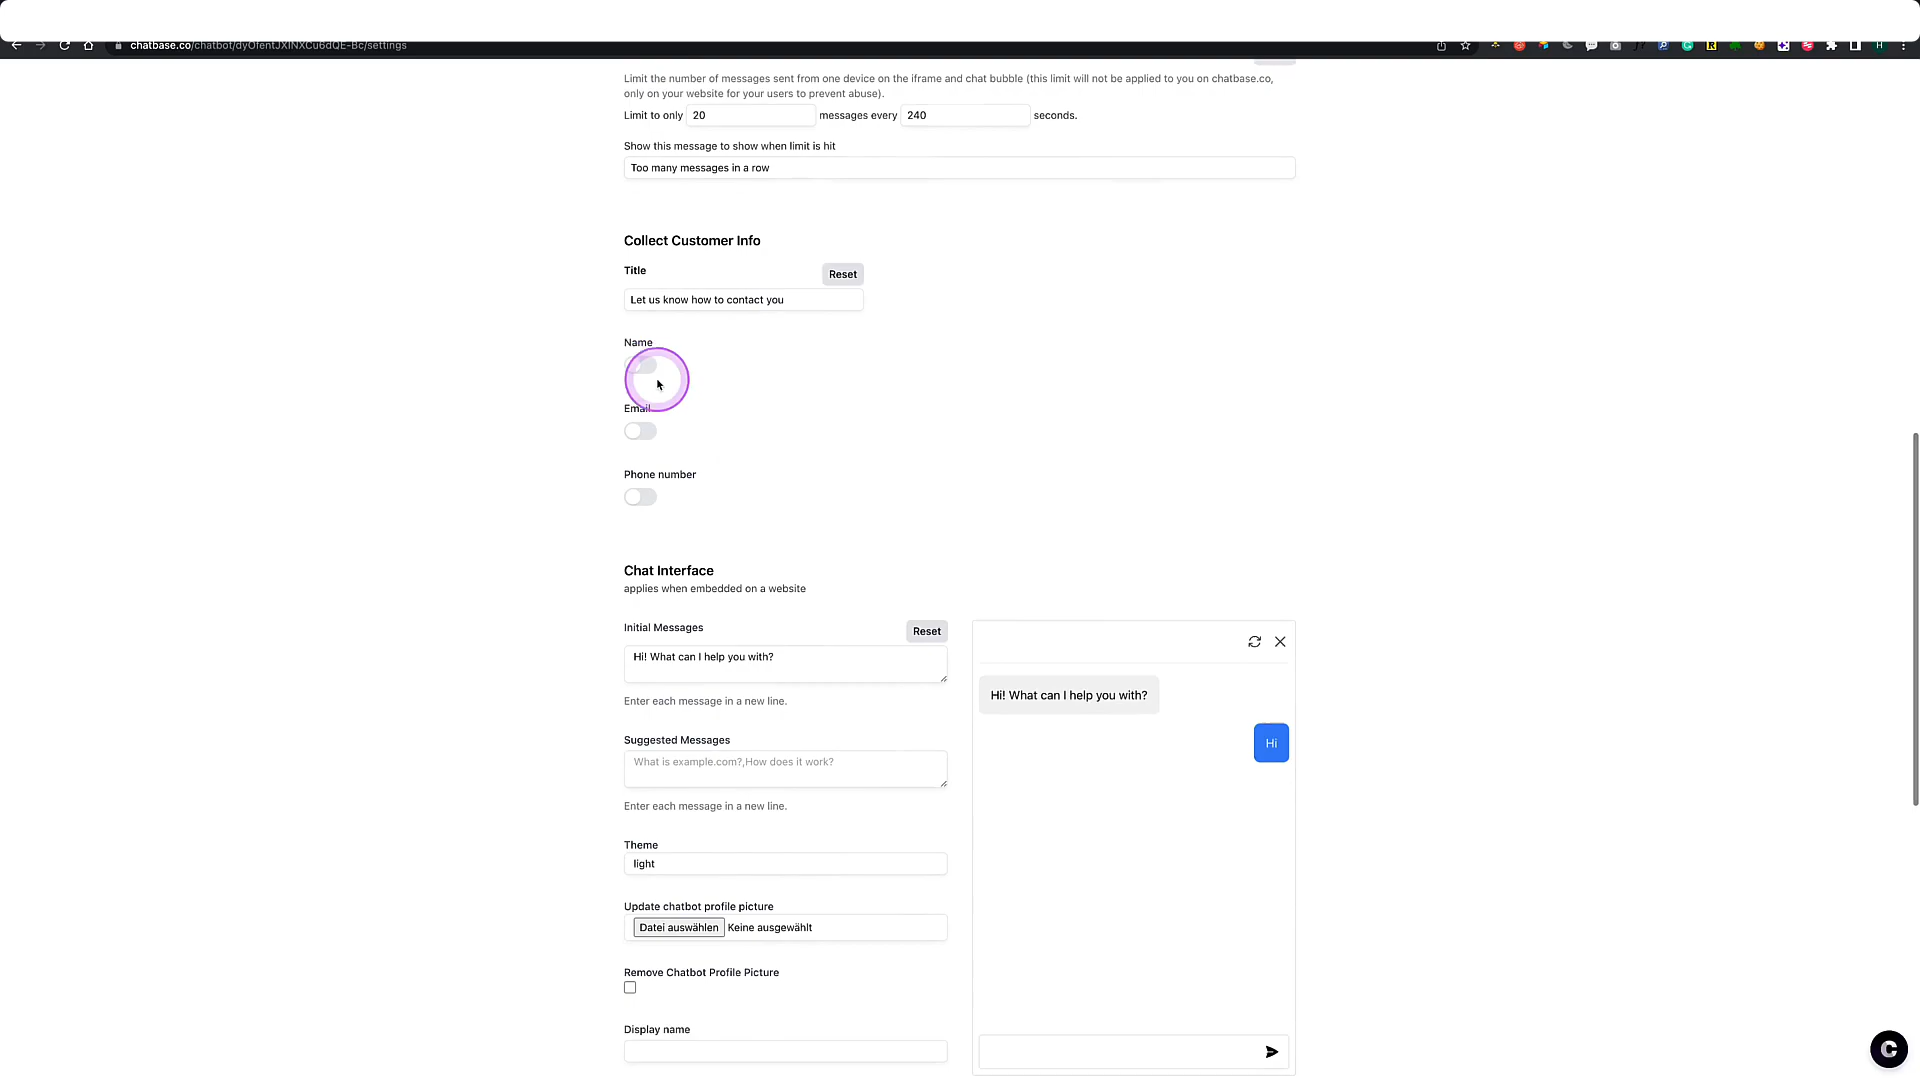 chatbase.co/chatbot/dyOfentJXINXCu6dQE-Bc/settings
Limit the number of messages sent from one device on the iframe and chat bubble (this limit will not be applied to you on chatbase.co,
only on your website for your users to prevent abuse).
Limit to only 20 messages every 240 seconds.
Show this message to show when limit is hit
Too many messages in a row
Collect Customer Info
Title
Reset
Let us know how to contact you
Name
Email
Phone number
Chat Interface
applies when embedded on a website
Initial Messages
Reset
Hi! What can I help you with?
Enter each message in a new line.
Suggested Messages
What is example.com?,How does it work?
Enter each message in a new line.
Theme
light
Update chatbot profile picture
Datei auswählen Keine ausgewählt
Remove Chatbot Profile Picture
Display name
Hi! What can I help you with?
Hi
C